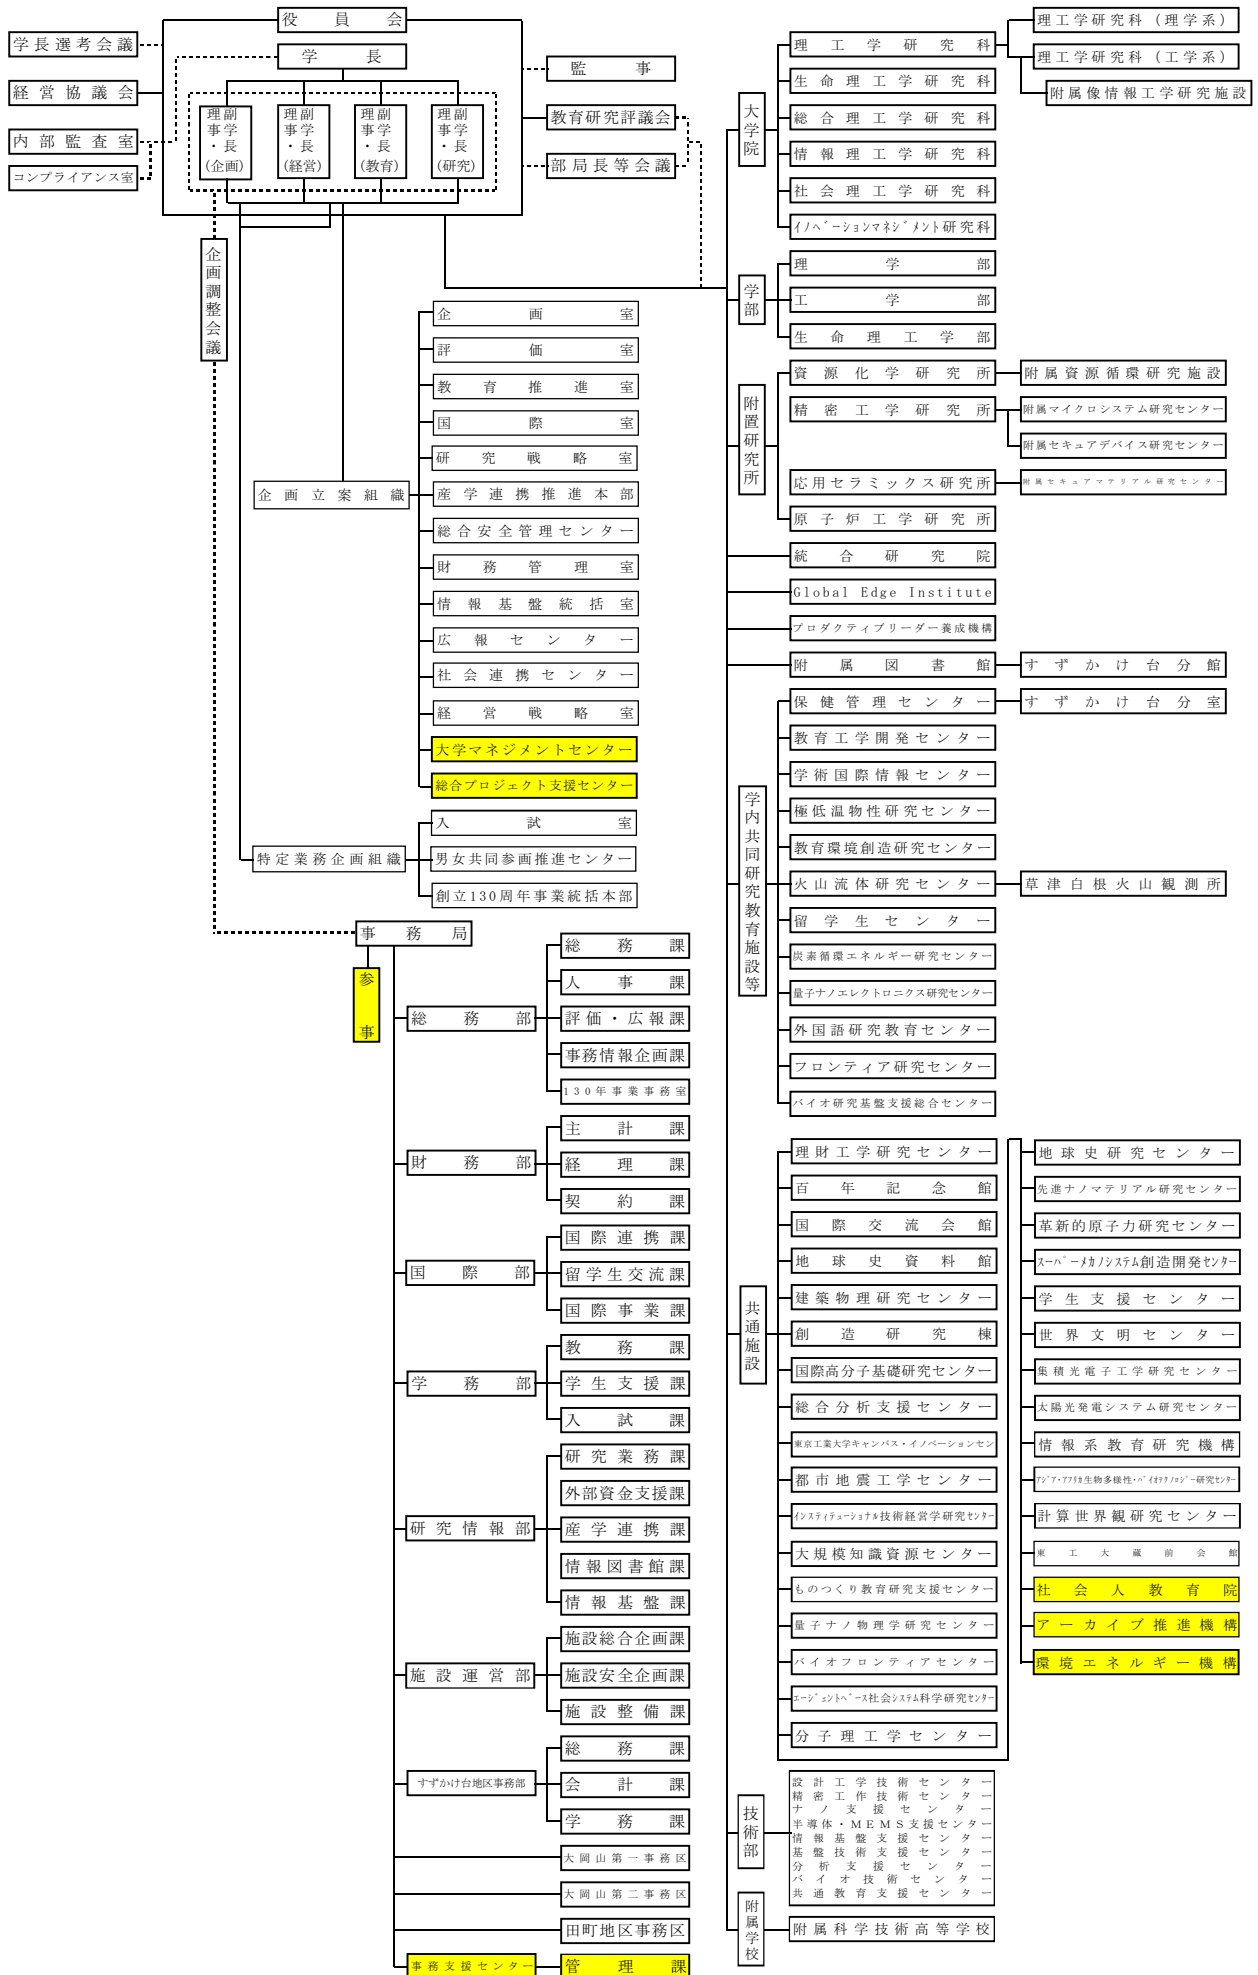 役員会
学長
学長選考会議
経営協議会
内部監査室
コンプライアンス室
理事・副学長(企画)
理事・副学長(経営)
理事・副学長(教育)
理事・副学長(研究)
監事
教育研究評議会
部局長等会議
企画調整会議
企画立案組織
企画室
評価室
教育推進室
国際室
研究戦略室
産学連携推進本部
総合安全管理センター
財務管理室
情報基盤統括室
広報センター
社会連携センター
経営戦略室
大学マネジメントセンター
総合プロジェクト支援センター
特定業務企画組織
入試室
男女共同参画推進センター
創立130周年事業統括本部
事務局
参事
総務部
総務課
人事課
評価・広報課
事務情報企画課
130年事業事務室
財務部
主計課
経理課
契約課
国際部
国際連携課
留学生交流課
国際事業課
学務部
教務課
学生支援課
入試課
研究情報部
研究業務課
外部資金支援課
産学連携課
情報図書館課
情報基盤課
施設運営部
施設総合企画課
施設安全企画課
施設整備課
すずかけ台地区事務部
総務課
会計課
学務課
大岡山第一事務区
大岡山第二事務区
田町地区事務区
事務支援センター
管理課
大学院
理工学研究科
理工学研究科(理学系)
理工学研究科(工学系)
附属像情報工学研究施設
生命理工学研究科
総合理工学研究科
情報理工学研究科
社会理工学研究科
イノベーションマネジメント研究科
学部
理学部
工学部
生命理工学部
附置研究所
資源化学研究所
附属資源循環研究施設
精密工学研究所
附属マイクロシステム研究センター
附属セキュアデバイス研究センター
応用セラミックス研究所
附属セキュアマテリアル研究センター
原子炉工学研究所
統合研究院
Global Edge Institute
プロダクティブリーダー養成機構
附属図書館
すずかけ台分館
学内共同研究教育施設等
保健管理センター
すずかけ台分室
教育工学開発センター
学術国際情報センター
極低温物性研究センター
教育環境創造研究センター
火山流体研究センター
草津白根火山観測所
留学生センター
炭素循環エネルギー研究センター
量子ナノエレクトロニクス研究センター
外国語研究教育センター
フロンティア研究センター
バイオ研究基盤支援総合センター
共通施設
理財工学研究センター
百年記念館
国際交流会館
地球史資料館
建築物理研究センター
創造研究棟
国際高分子基礎研究センター
総合分析支援センター
東京工業大学キャンパス・イノベーションセン
都市地震工学センター
インスティテューショナル技術経営学研究センター
大規模知識資源センター
ものつくり教育研究支援センター
量子ナノ物理学研究センター
バイオフロンティアセンター
エージェントベース社会システム科学研究センター
分子理工学センター
地球史研究センター
先進ナノマテリアル研究センター
革新的原子力研究センター
スーパーメカノシステム創造開発センター
学生支援センター
世界文明センター
集積光電子工学研究センター
太陽光発電システム研究センター
情報系教育研究機構
アジア・アフリカ生物多様性・バイオテクノロジー研究センター
計算世界観研究センター
東工大蔵前会館
社会人教育院
アーカイブ推進機構
環境エネルギー機構
技術部
設計工学技術センター
精密工作技術センター
ナノ支援センター
半導体・MEMS支援センター
情報基盤支援センター
基盤技術支援センター
分析支援センター
バイオ技術センター
共通教育支援センター
附属学校
附属科学技術高等学校